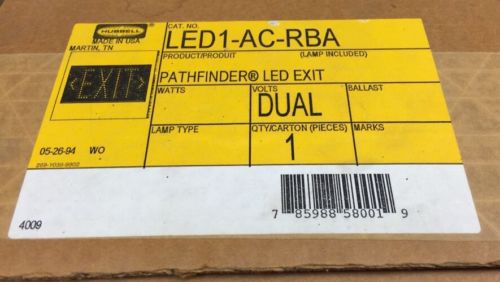 HUBBELL
MADE IN USA
MARTIN, TN
EXIT
05-26-94 WO
4009
CAT. NO.
LED1-AC-RBA
PRODUCT/PRODUIT (LAMP INCLUDED)
PATHFINDER® LED EXIT
WATTS VOLTS BALLAST
DUAL
LAMP TYPE QTY/CARTON (PIECES) MARKS
1
7 85988 58001 9